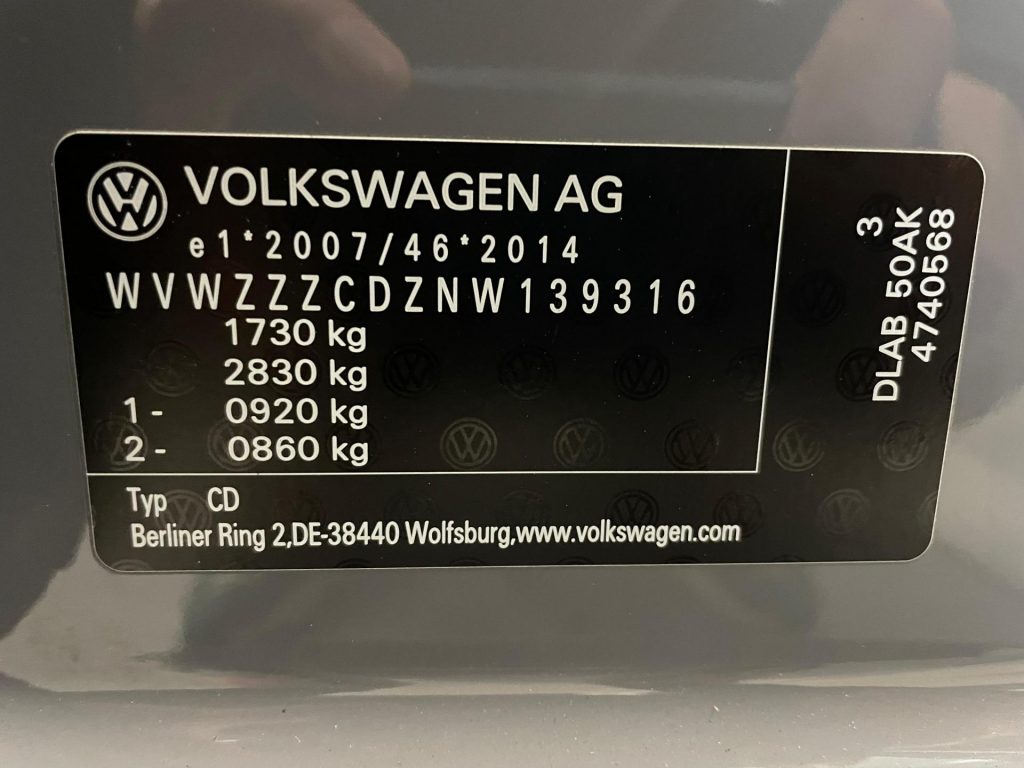 VOLKSWAGEN AG
e1*2007/46*2014
WVWZZZCDZNW139316
1730 kg
2830 kg
1- 0920 kg
2- 0860 kg
Typ CD
Berliner Ring 2,DE-38440 Wolfsburg,www.volkswagen.com
3
DLAB 50AK
4740568